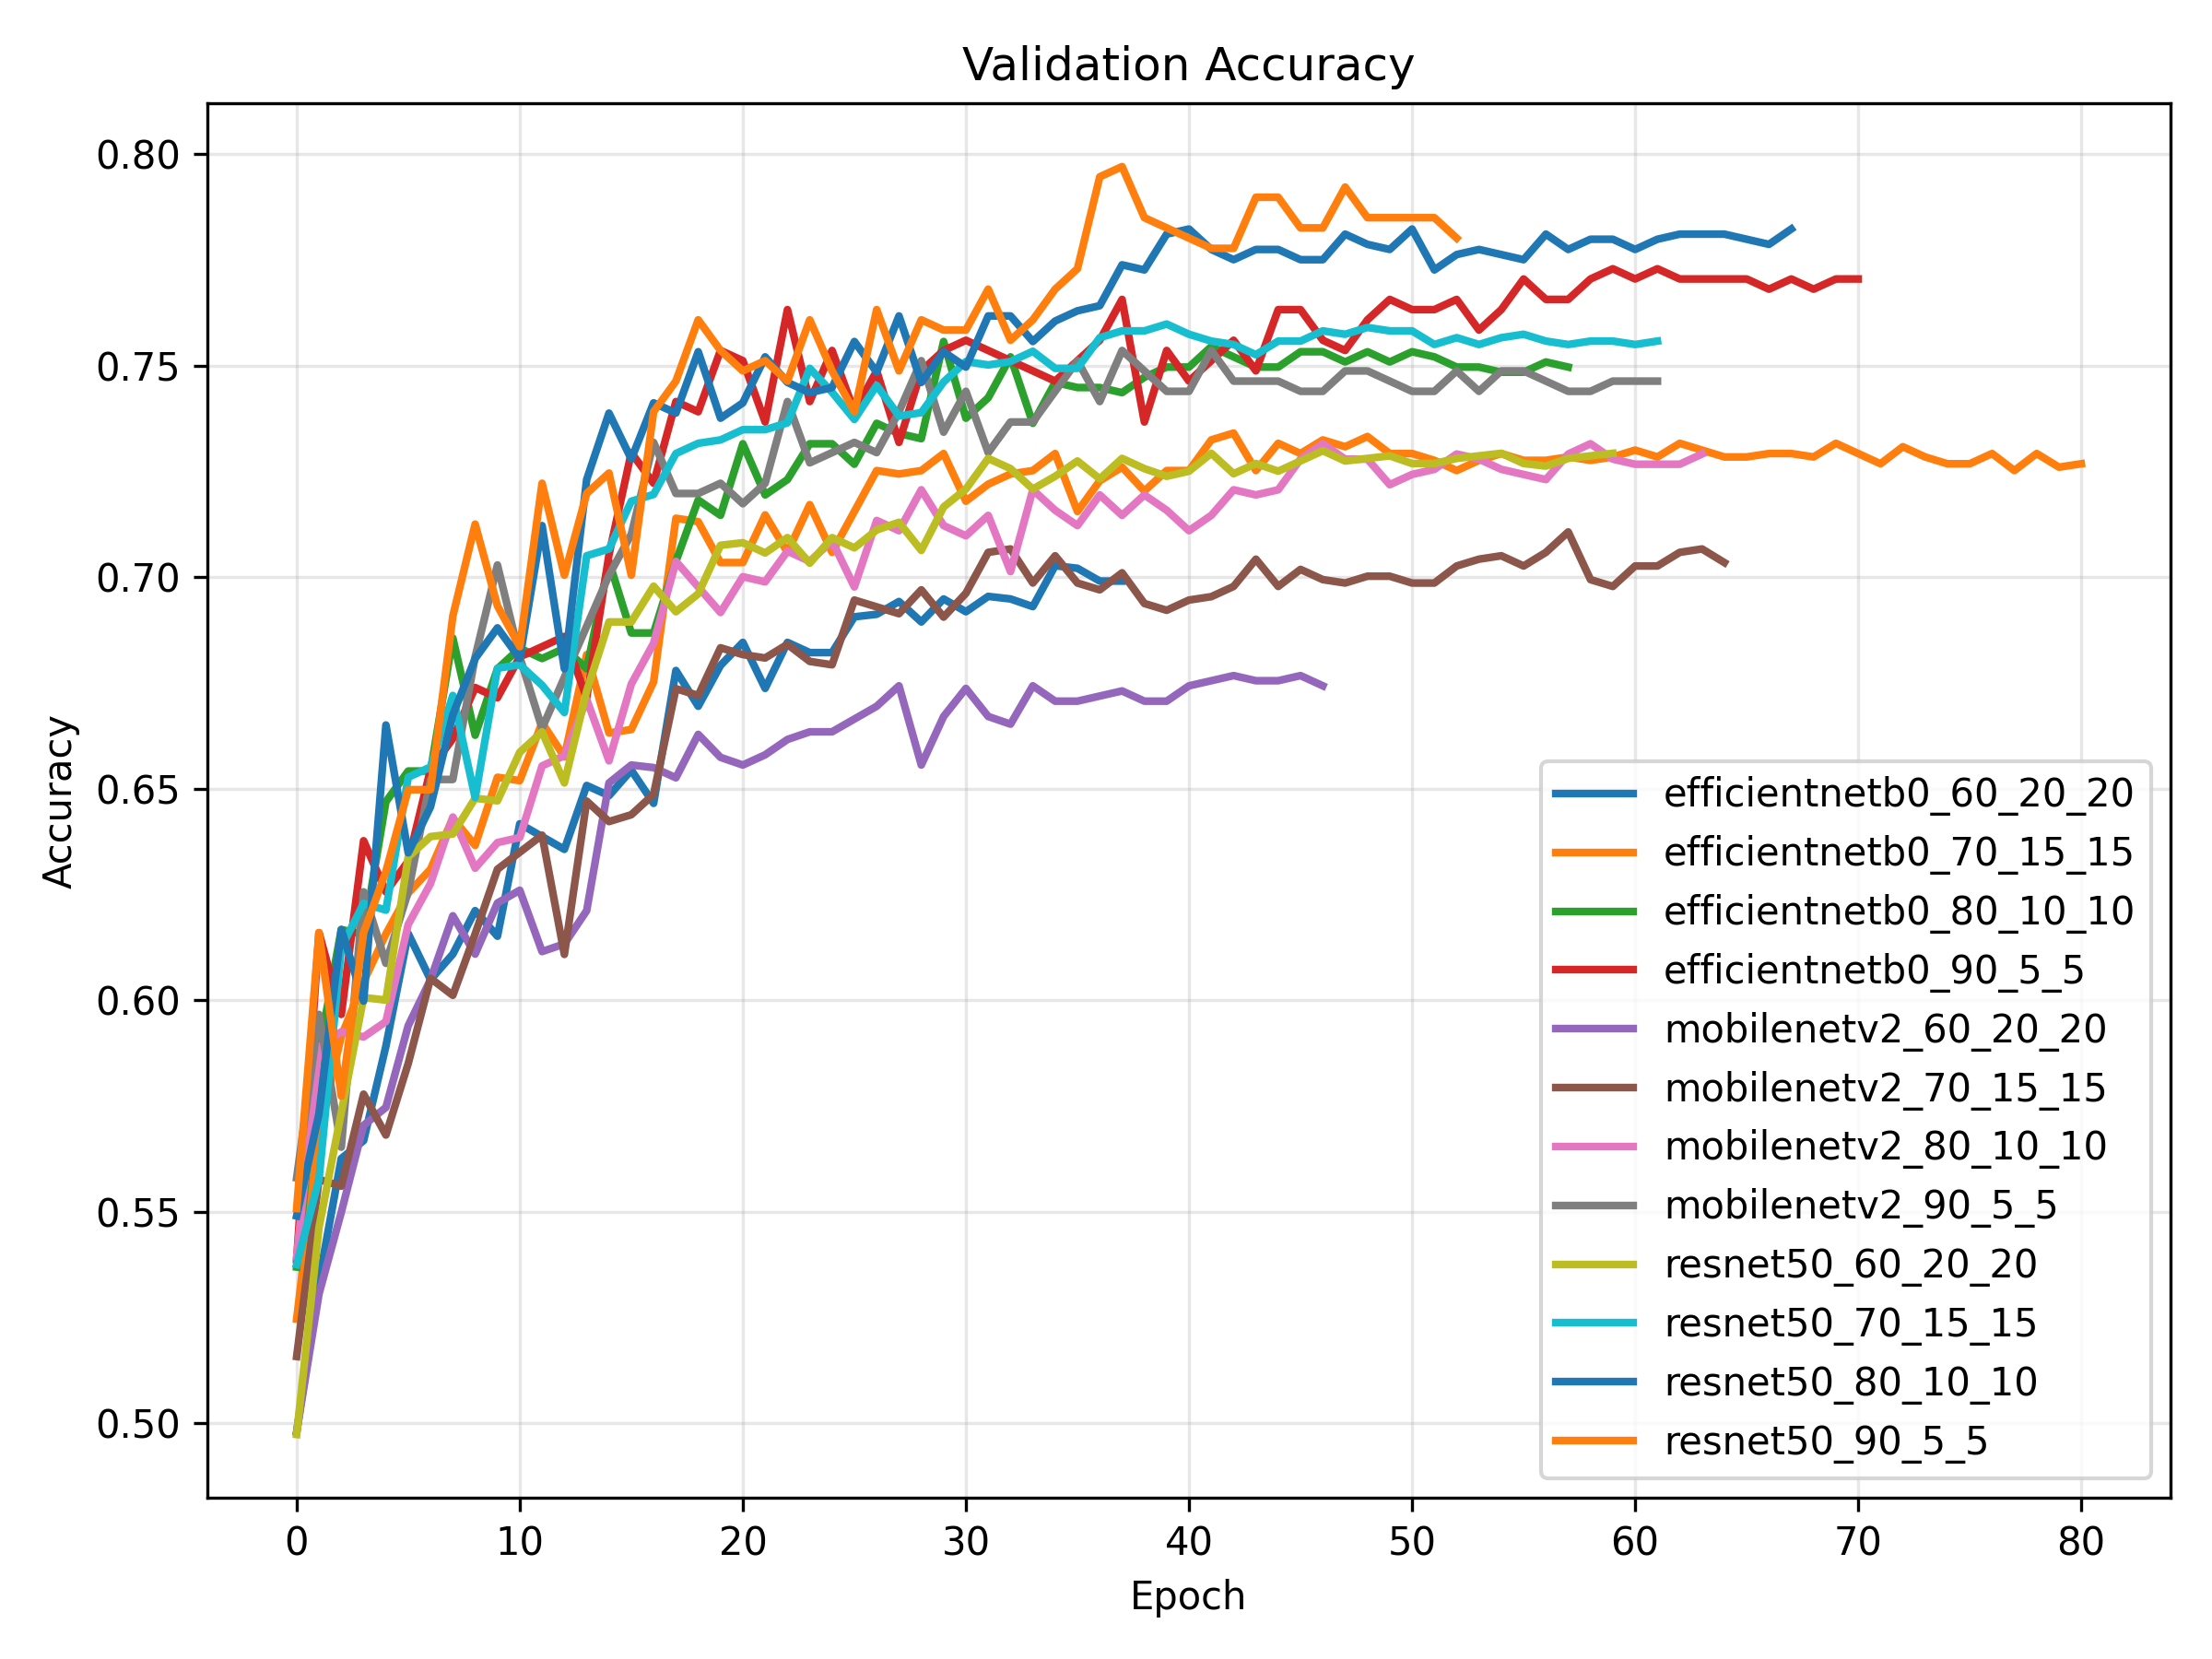 Validation Accuracy
0.80
0.75
0.70
0.65
0.60
0.55
0.50
Accuracy
efficientnetb0_60_20_20
efficientnetb0_70_15_15
efficientnetb0_80_10_10
efficientnetb0_90_5_5
mobilenetv2_60_20_20
mobilenetv2_70_15_15
mobilenetv2_80_10_10
mobilenetv2_90_5_5
resnet50_60_20_20
resnet50_70_15_15
resnet50_80_10_10
resnet50_90_5_5
0 10 20 30 40 50 60 70 80
Epoch